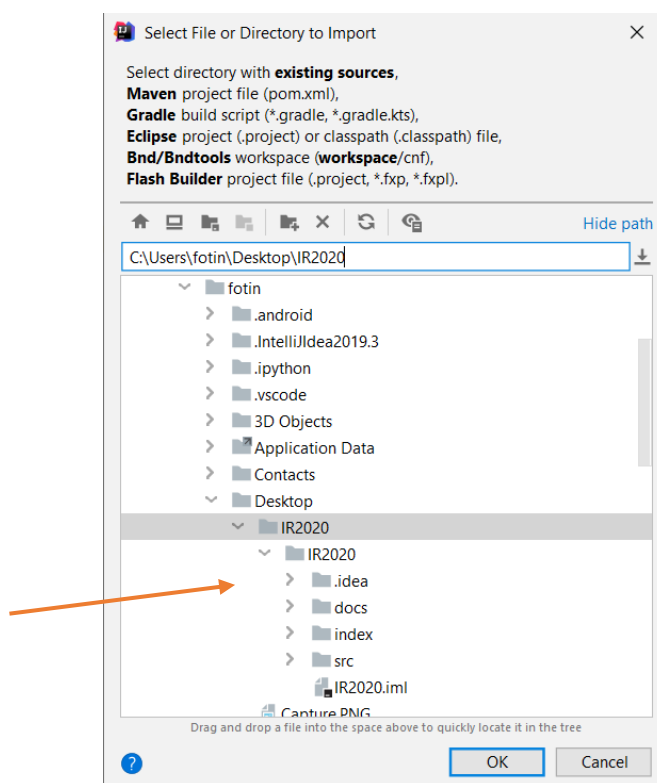 Select File or Directory to Import
Select directory with existing sources,
Maven project file (pom.xml),
Gradle build script (*.gradle, *.gradle.kts),
Eclipse project (.project) or classpath (.classpath) file,
Bnd/Bndtools workspace (workspace/cnf),
Flash Builder project file (.project, *.fxp, *.fxpl).
Hide path
C:\Users\fotin\Desktop\IR2020
fotin
.android
.IntelliJIdea2019.3
.ipython
.vscode
3D Objects
Application Data
Contacts
Desktop
IR2020
IR2020
.idea
docs
index
src
IR2020.iml
Capture.PNG
Drag and drop a file into the space above to quickly locate it in the tree
?
OK Cancel